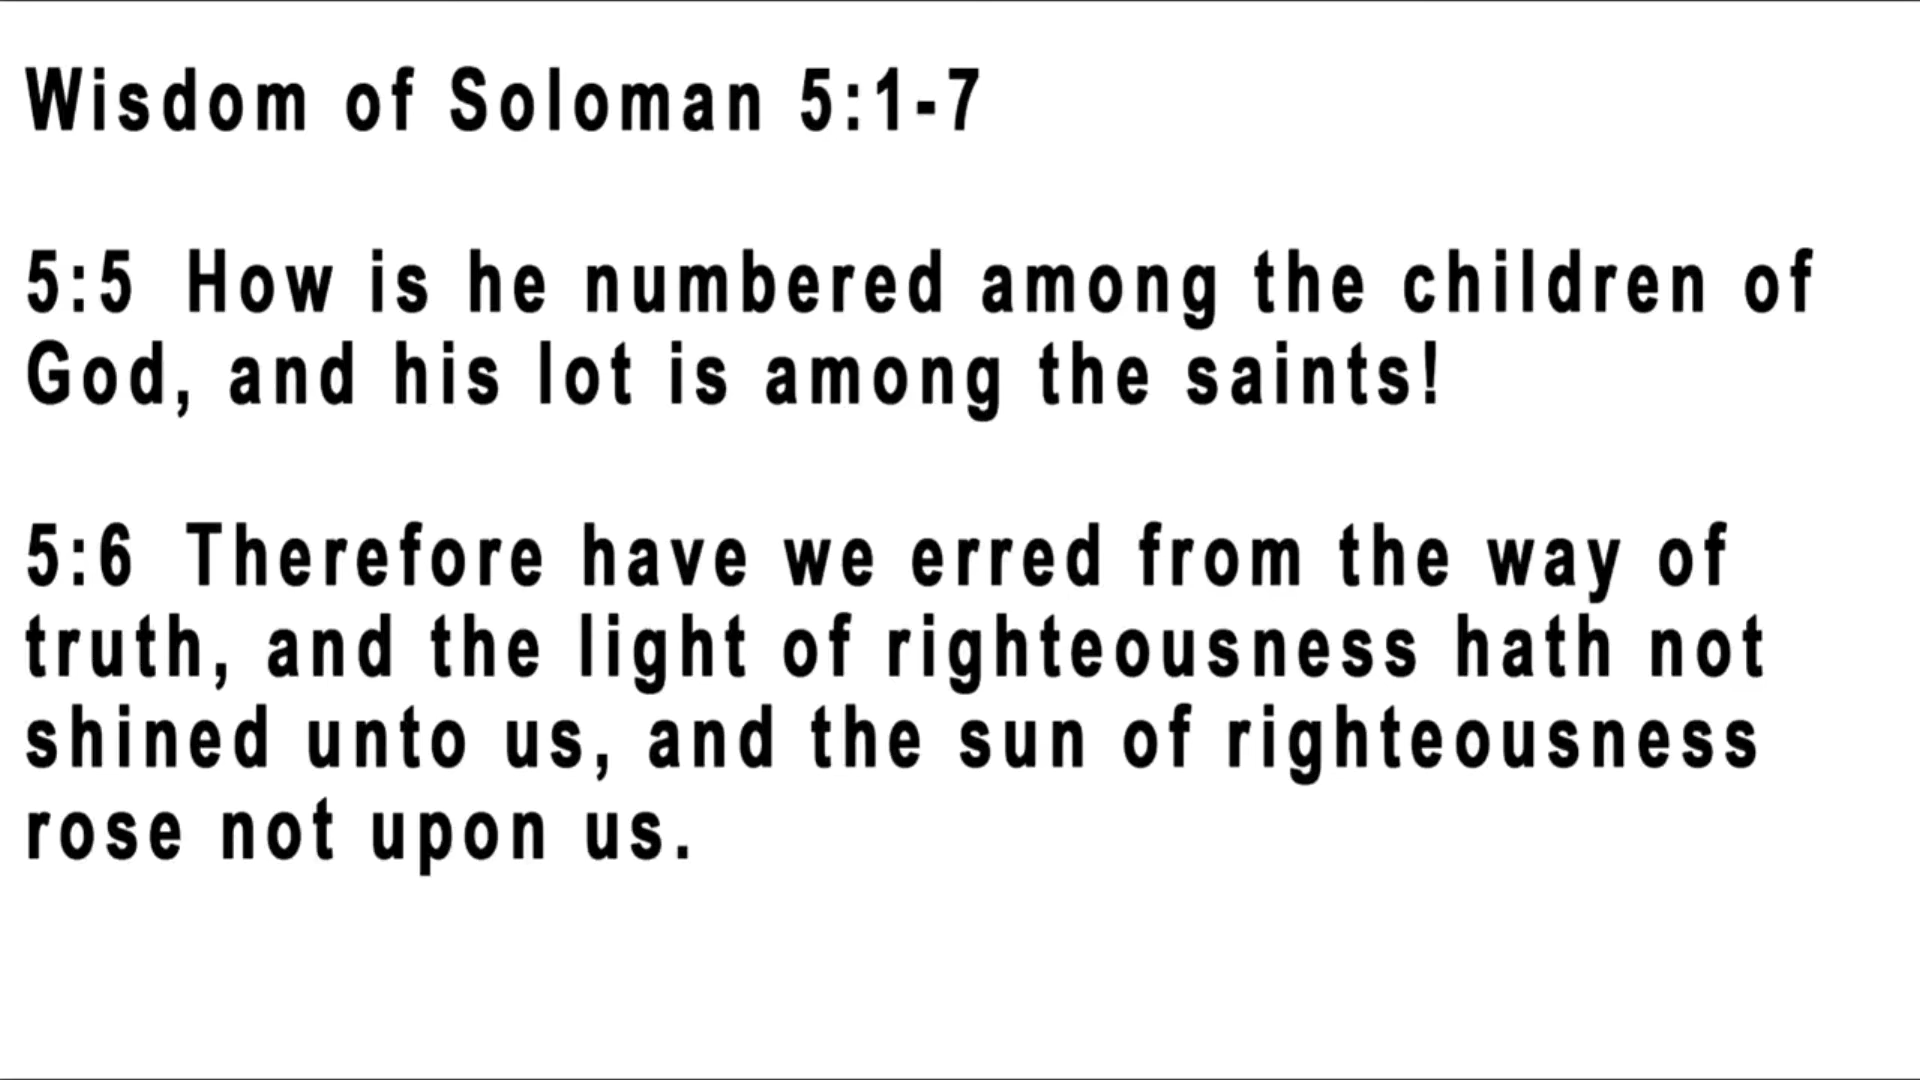 Wisdom of Soloman 5:1-7
5:5 How is he numbered among the children of
God, and his lot is among the saints!
5:6 Therefore have we erred from the way of
truth, and the light of righteousness hath not
shined unto us, and the sun of righteousness
rose not upon us.